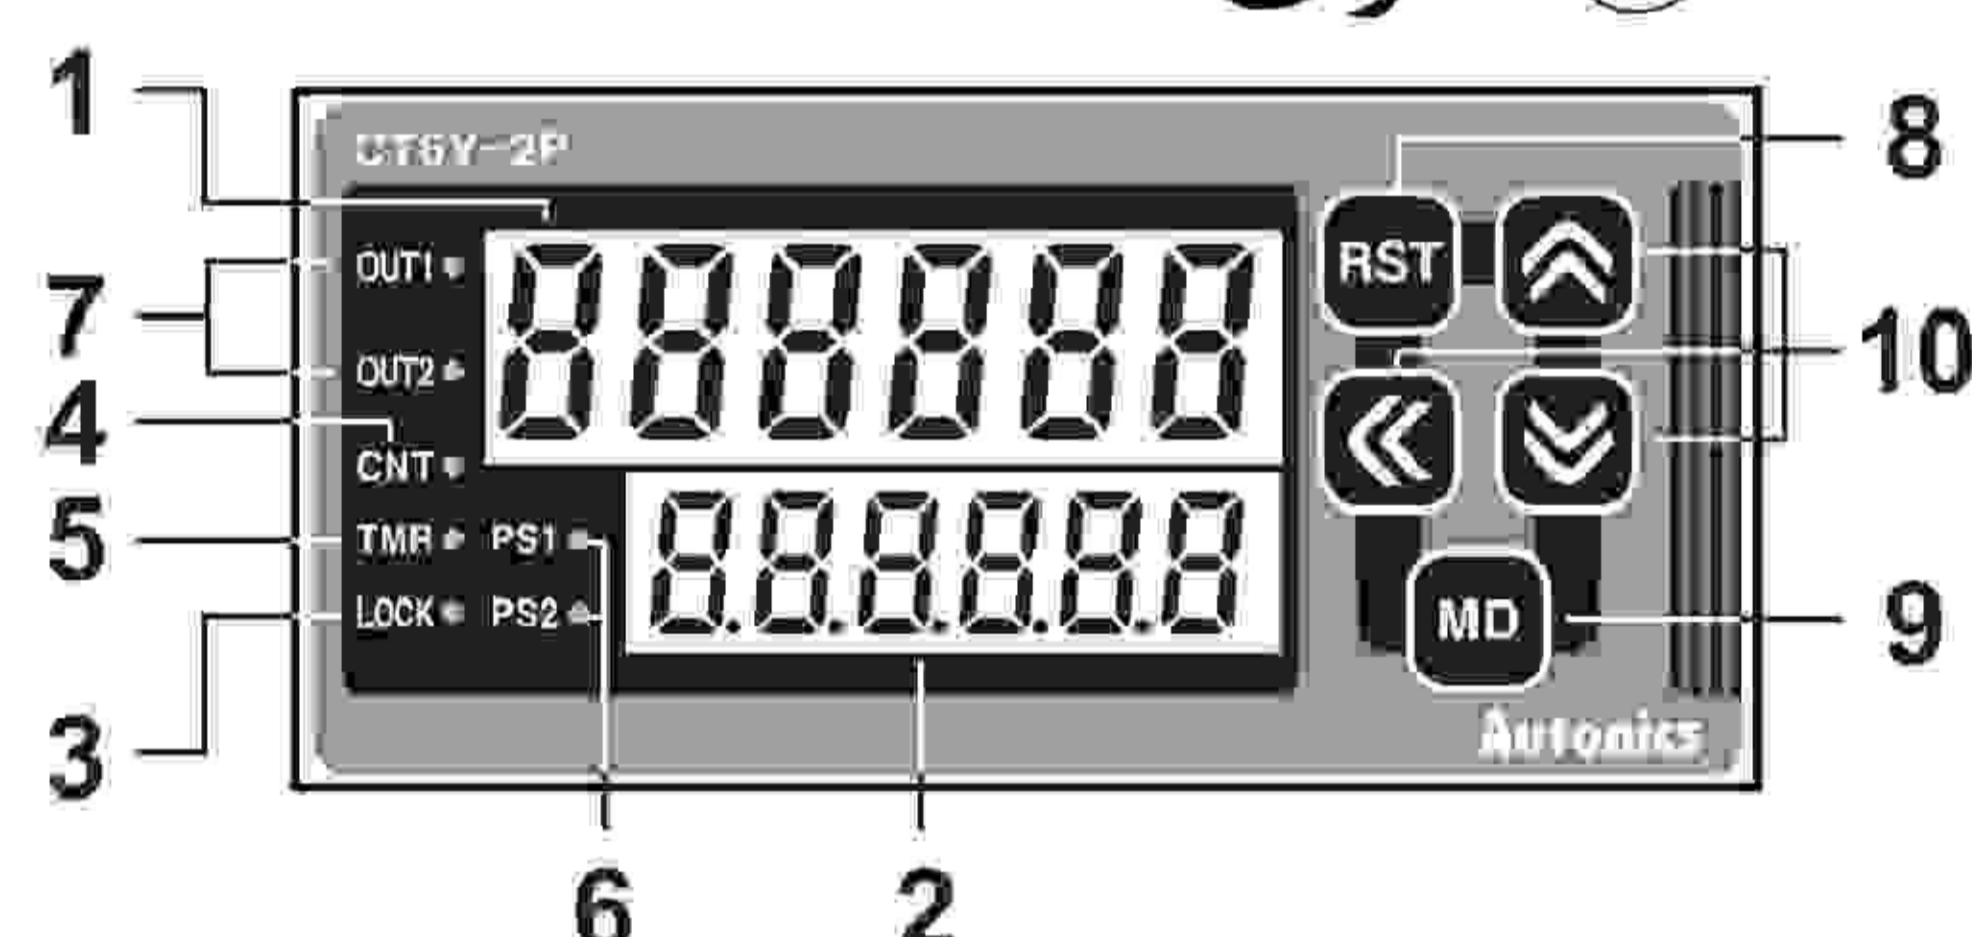 1
CT6Y-2P
8
OUT1
RST
7
OUT2
10
4
CNT
5
TMR PS1
LOCK PS2
MD
9
3
Autonics
6
2